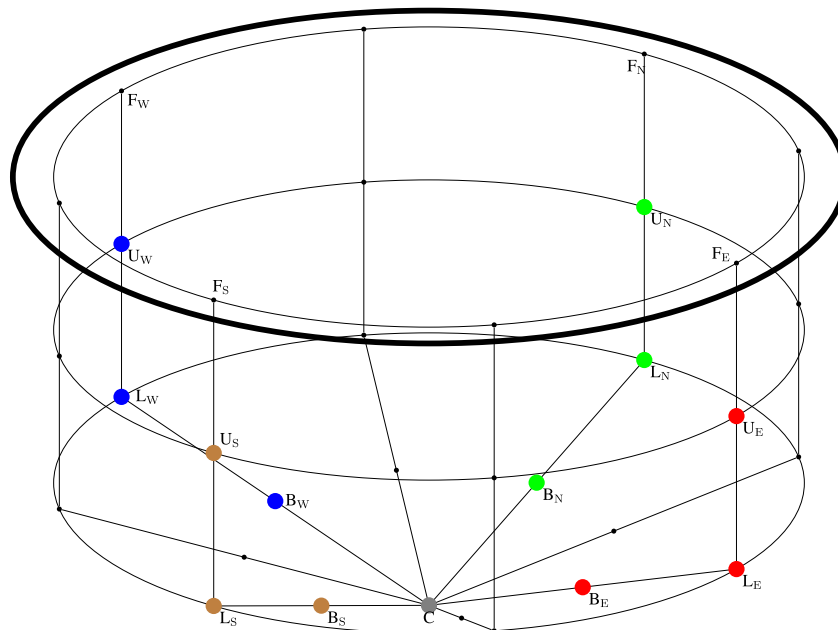 F_N
F_W
U_N
F_E
U_W
F_S
L_N
L_W
U_E
U_S
B_N
B_W
L_E
B_E
L_S
B_S
C